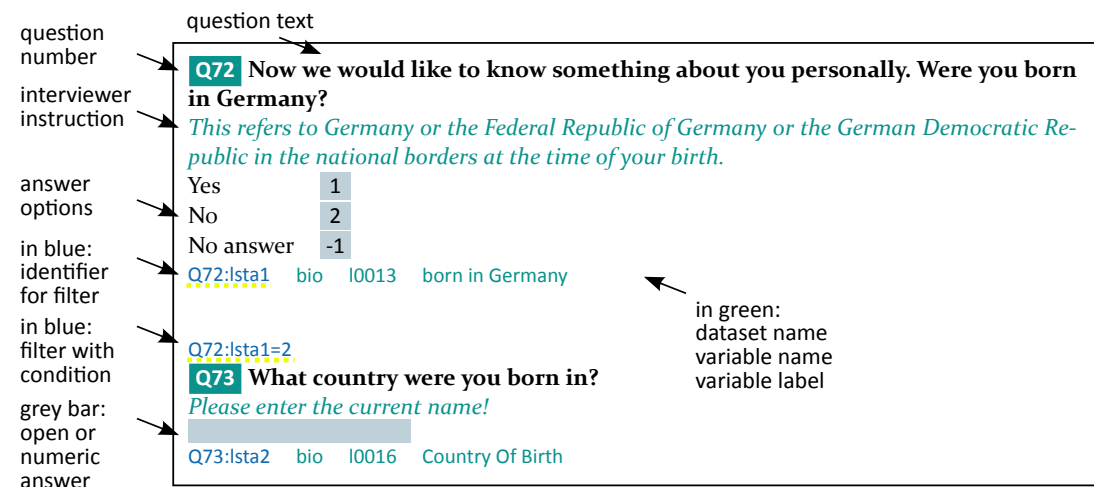 question text
question
number
Q72 Now we would like to know something about you personally. Were you born
in Germany?
interviewer
instruction
This refers to Germany or the Federal Republic of Germany or the German Democratic Re-
public in the national borders at the time of your birth.
answer
options
Yes 1
No 2
No answer -1
in blue:
identifier
for filter
Q72:lsta1 bio l0013 born in Germany
in green:
dataset name
variable name
variable label
in blue:
filter with
condition
Q72:lsta1=2
Q73 What country were you born in?
Please enter the current name!
grey bar:
open or
numeric
answer
Q73:lsta2 bio l0016 Country Of Birth